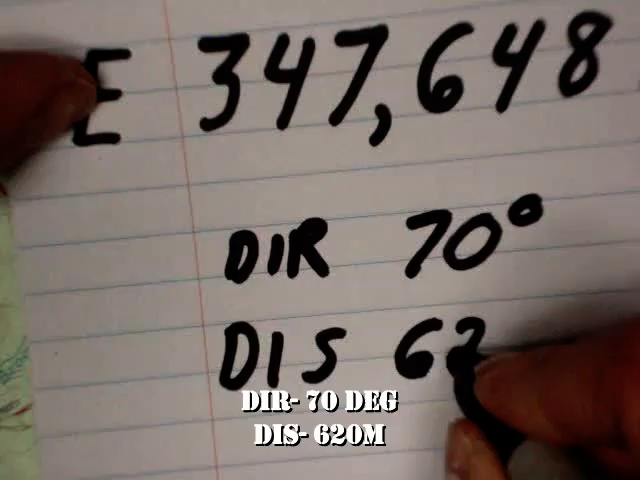 E 347,648
DIR 70°
DIS 62
DIR- 70 DEG
DIS- 620M